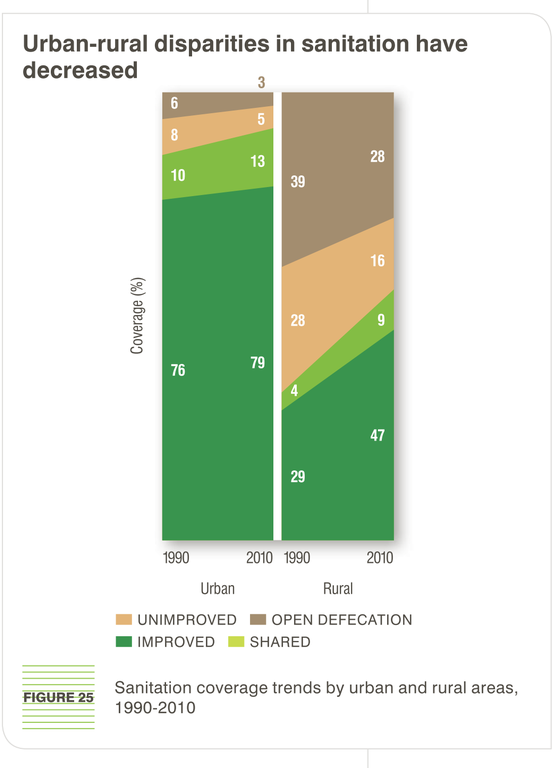 Urban-rural disparities in sanitation have
decreased
3
6
5
8
13
10
76
79
39
28
16
28
9
4
47
29
Coverage (%)
1990 2010 1990 2010
Urban Rural
UNIMPROVED OPEN DEFECATION
IMPROVED SHARED
FIGURE 25
Sanitation coverage trends by urban and rural areas,
1990-2010